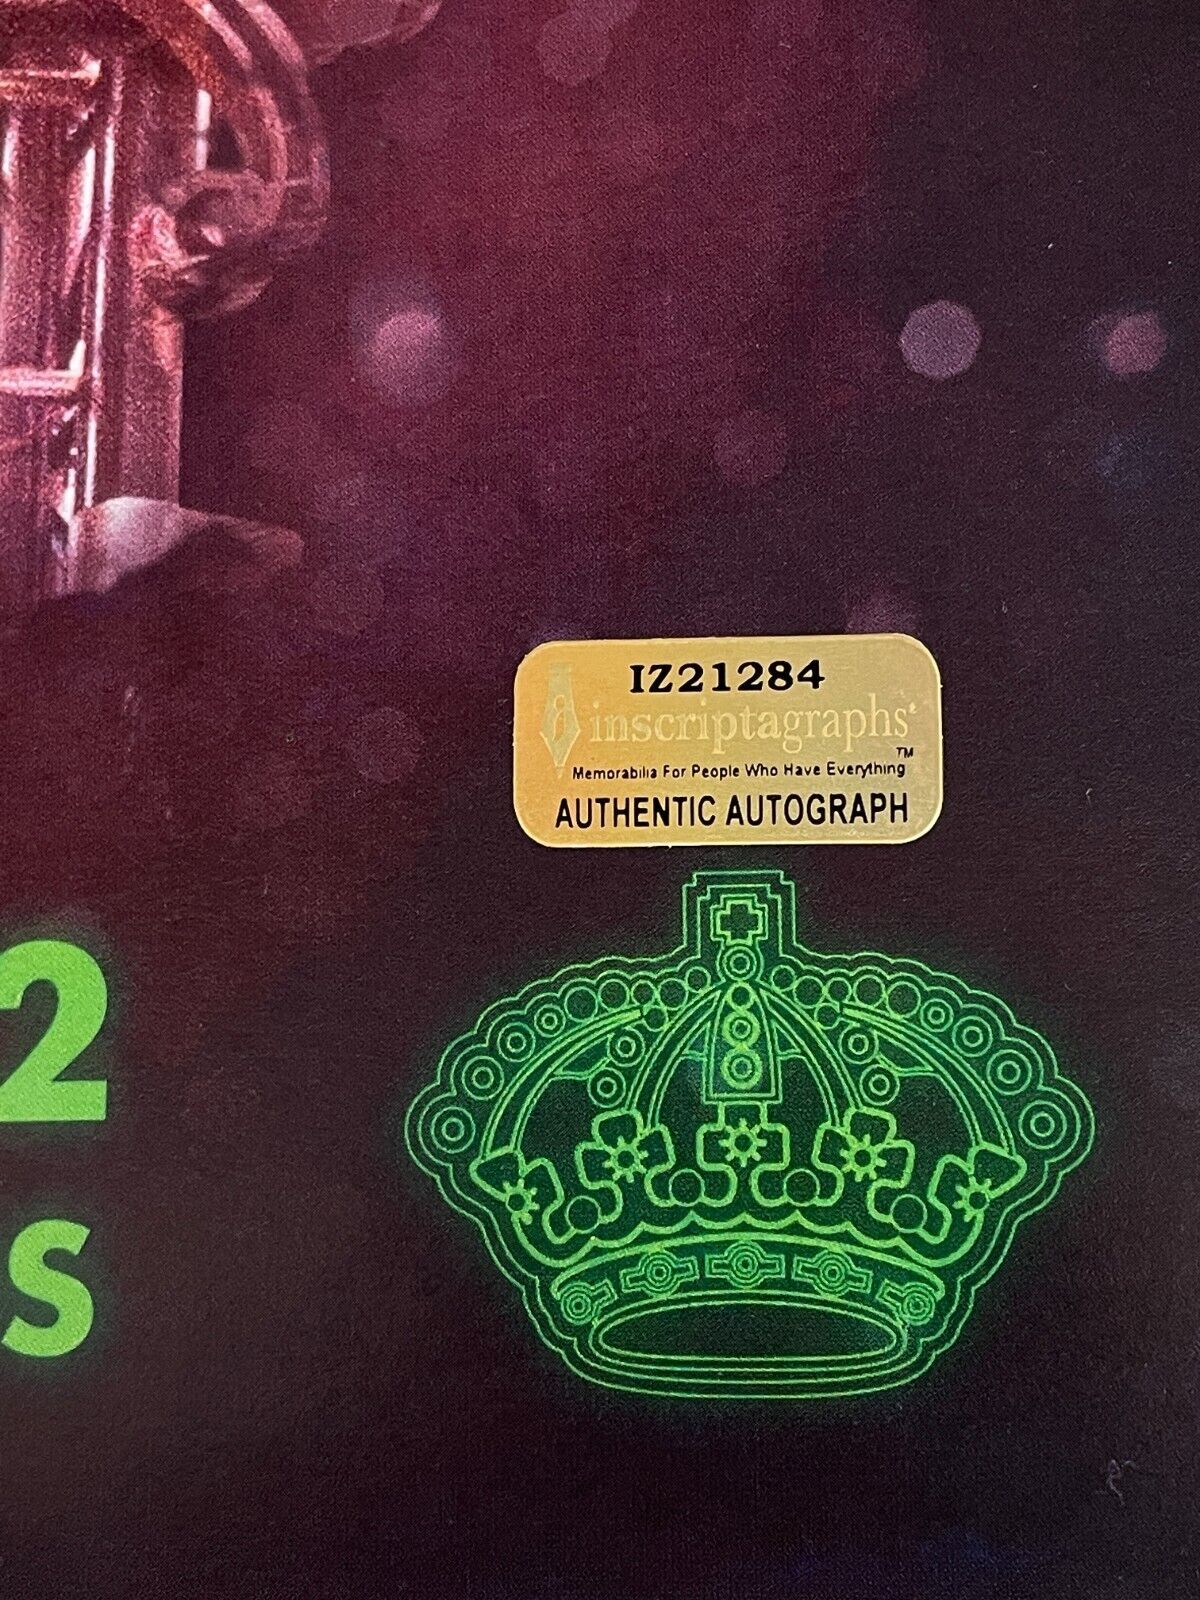 IZ21284
inscriptagraphs
TM
Memorabilia For People Who Have Everything
AUTHENTIC AUTOGRAPH
2
S